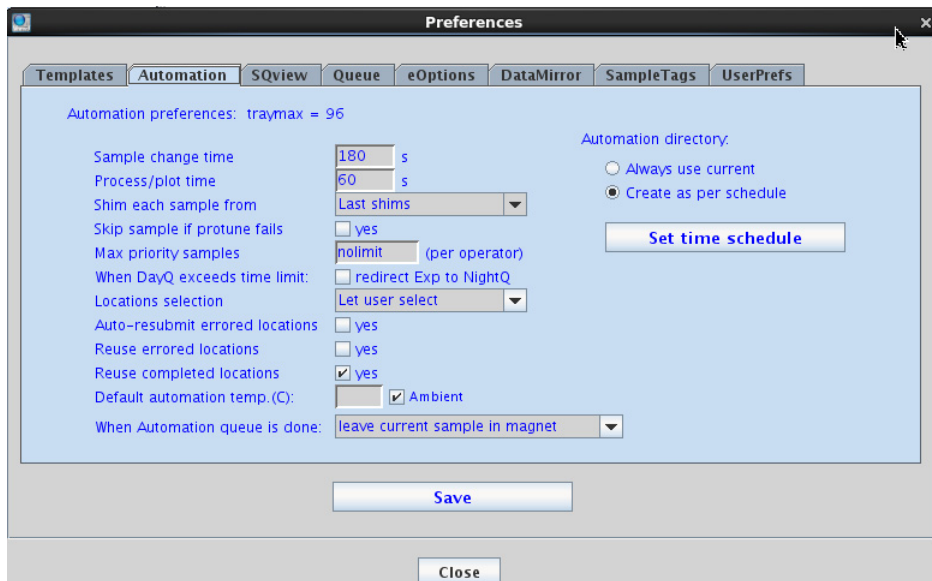 Preferences
Templates Automation SQview Queue eOptions DataMirror SampleTags UserPrefs
Automation preferences: traymax = 96
Sample change time 180 s
Process/plot time 60 s
Shim each sample from Last shims
Skip sample if protune fails yes
Max priority samples nolimit (per operator)
When DayQ exceeds time limit: redirect Exp to NightQ
Locations selection Let user select
Auto-resubmit errored locations yes
Reuse errored locations yes
Reuse completed locations yes
Default automation temp.(C): Ambient
When Automation queue is done: leave current sample in magnet
Automation directory:
Always use current
Create as per schedule
Set time schedule
Save
Close